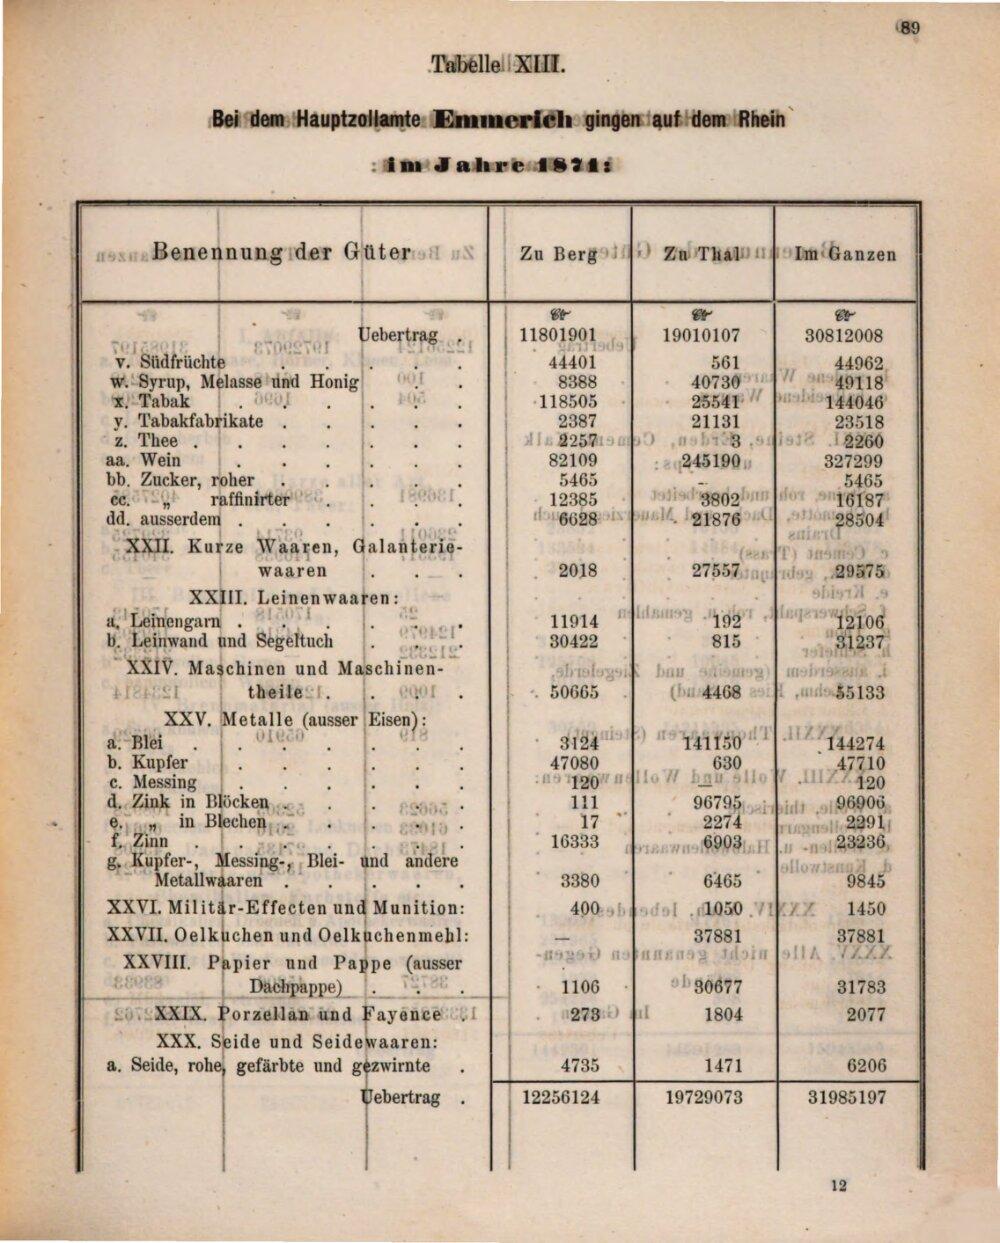 89
Tabelle XIII.
Bei dem Hauptzollamte Emmerich gingen auf dem Rhein
im Jahre 1871:
Benennung der Güter Zu Berg Zu Thal Im Ganzen
Ctr Ctr Ctr
Uebertrag . 11801901 19010107 30812008
v. Südfrüchte . . . . . 44401 561 44962
w. Syrup, Melasse und Honig . . . 8388 40730 49118
x. Tabak . . . . . . 118505 25541 144046
y. Tabakfabrikate . . . . . 2387 21131 23518
z. Thee . . . . . . . 2257 3 2260
aa. Wein . . . . . . 82109 245190 327299
bb. Zucker, roher . . . . . 5465 – 5465
cc. „ raffinirter . . . . 12385 3802 16187
dd. ausserdem . . . . . . 6628 21876 28504
XXII. Kurze Waaren, Galanterie-
waaren . . . 2018 27557 29575
XXIII. Leinenwaaren:
a. Leinengarn . . . . . . 11914 192 12106
b. Leinwand und Segeltuch . . . 30422 815 31237
XXIV. Maschinen und Maschinen-
theile . . . . 50665 4468 55133
XXV. Metalle (ausser Eisen):
a. Blei . . . . . . . 3124 141150 144274
b. Kupfer . . . . . . 47080 630 47710
c. Messing . . . . . . 120 — 120
d. Zink in Blöcken . . . . . 111 96795 96906
e. „ in Blechen . . . . . 17 2274 2291
f. Zinn . . . . . . . 16333 6903 23236
g. Kupfer-, Messing-, Blei- und andere
Metallwaaren . . . . . 3380 6465 9845
XXVI. Militär-Effecten und Munition: 400 1050 1450
XXVII. Oelkuchen und Oelkuchenmehl: — 37881 37881
XXVIII. Papier und Pappe (ausser
Dachpappe) . . . 1106 30677 31783
XXIX. Porzellan und Fayence . 273 1804 2077
XXX. Seide und Seidewaaren:
a. Seide, rohe, gefärbte und gezwirnte . 4735 1471 6206
Uebertrag . 12256124 19729073 31985197
12